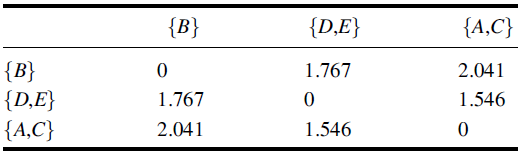 {B} {D,E} {A,C}
{B} 0 1.767 2.041
{D,E} 1.767 0 1.546
{A,C} 2.041 1.546 0